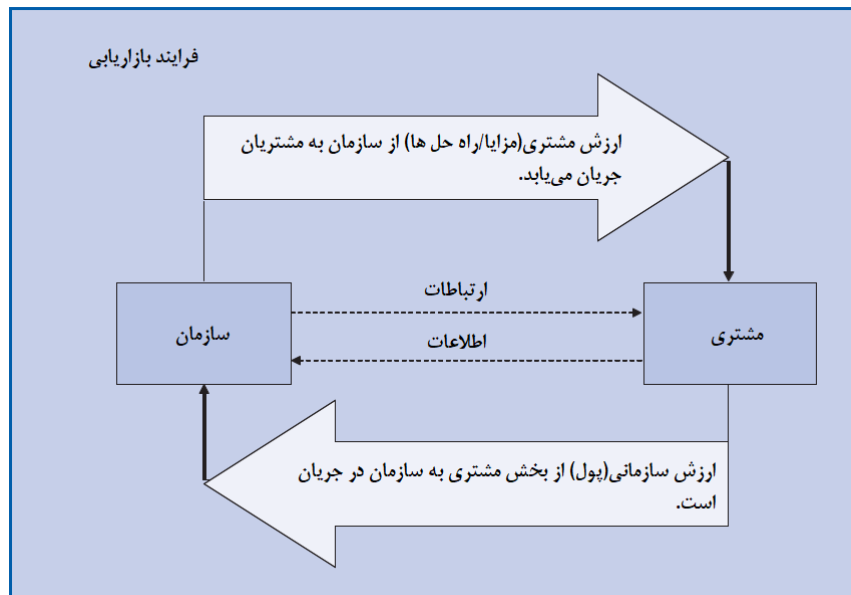 فرایند بازاریابی
ارزش مشتری(مزایا/راه حل ها) از سازمان به مشتریان
جریان می‌یابد.
ارتباطات
مشتری
سازمان
اطلاعات
ارزش سازمانی(پول) از بخش مشتری به سازمان در جریان
است.